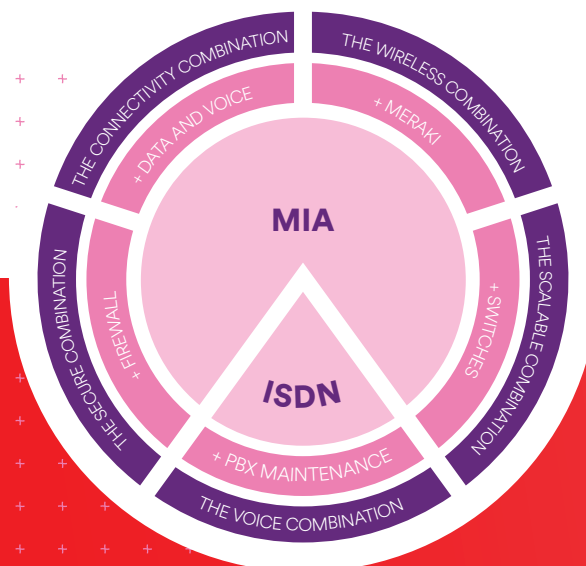 THE CONNECTIVITY COMBINATION
THE WIRELESS COMBINATION
+ DATA AND VOICE
+ MERAKI
MIA
THE SECURE COMBINATION
+ FIREWALL
+ SWITCHES
THE SCALABLE COMBINATION
ISDN
+ PBX MAINTENANCE
THE VOICE COMBINATION